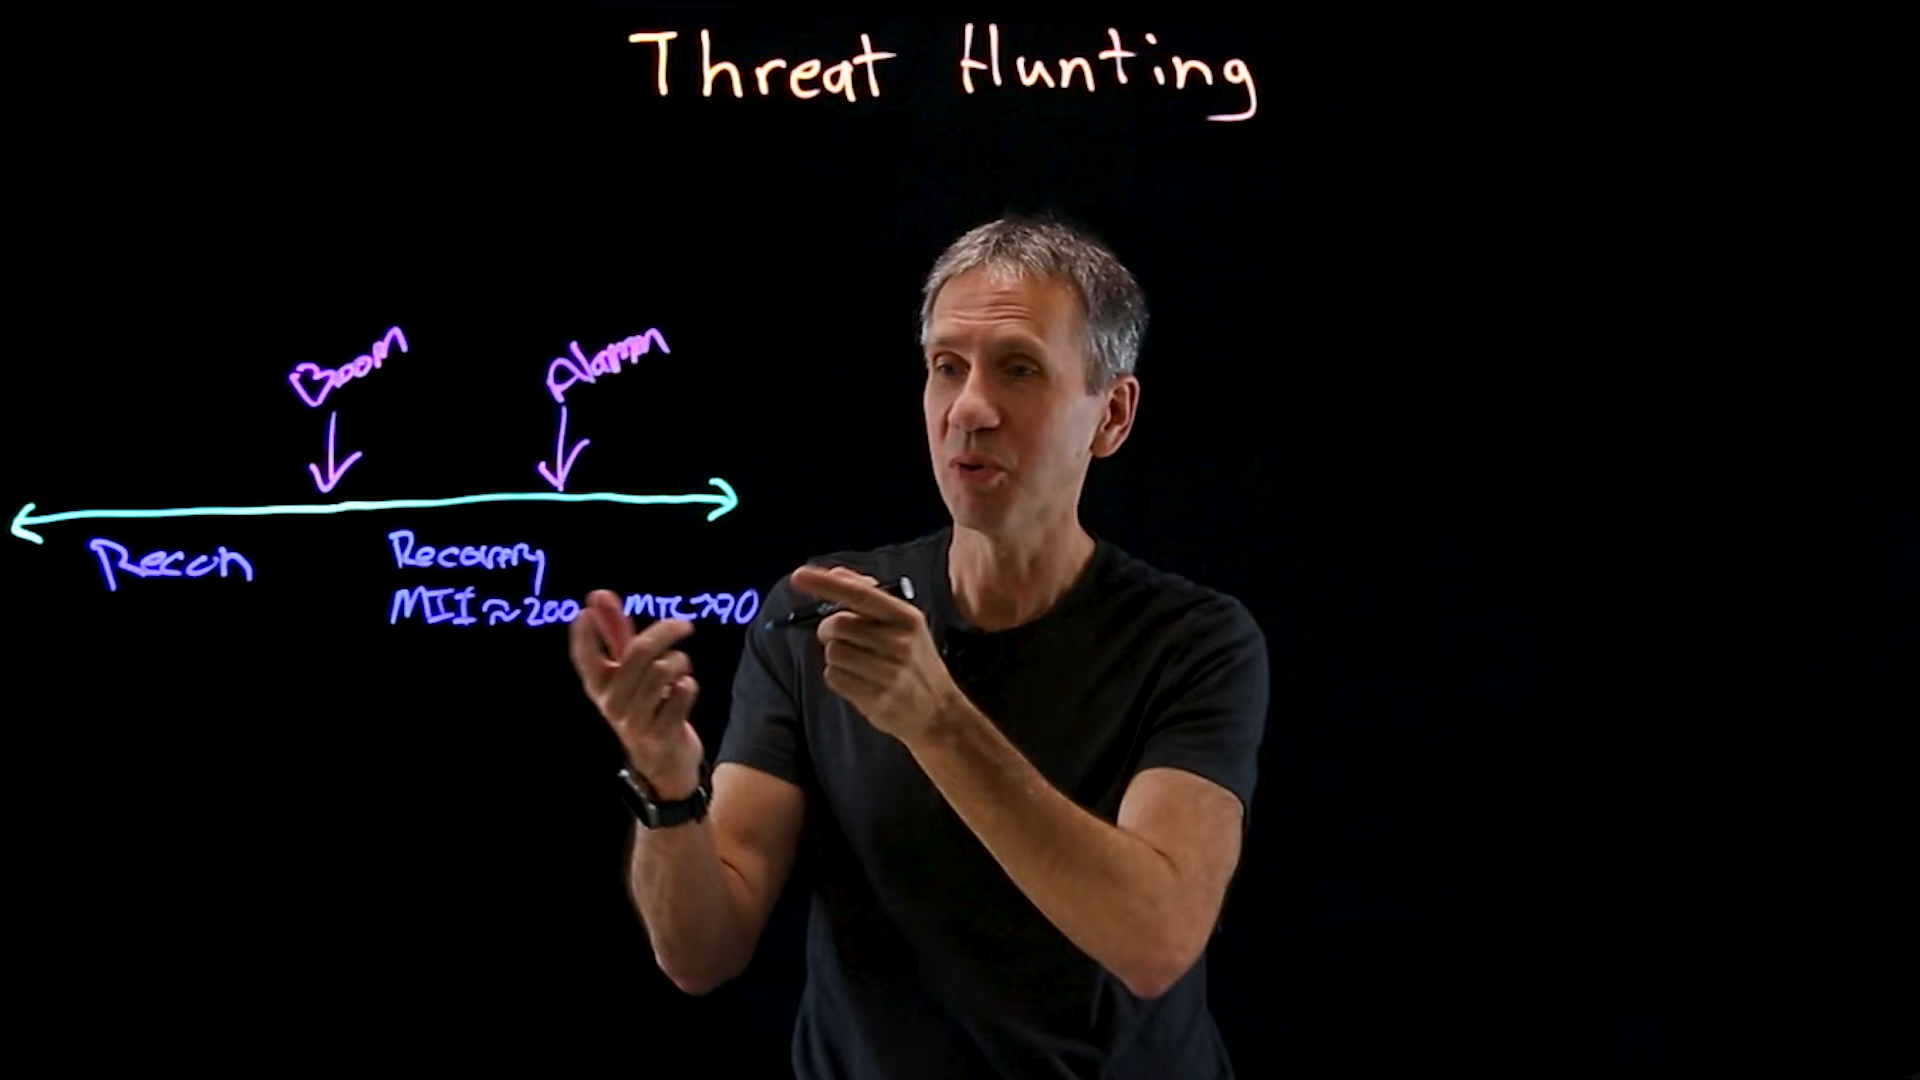 Threat Hunting
Boom
Alarm
Recon
Recovery
MTI ≈ 200 MTC >70